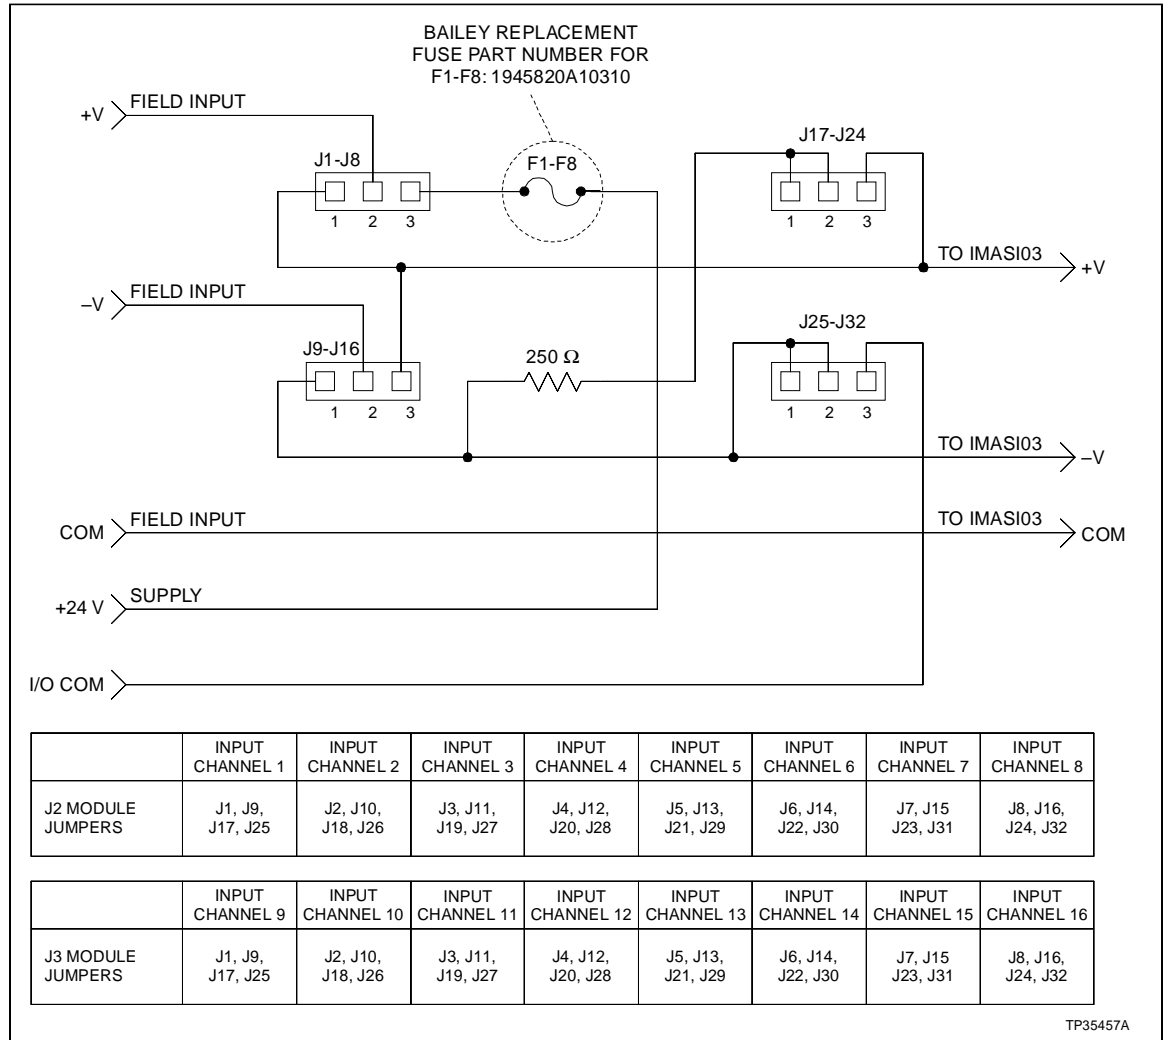 BAILEY REPLACEMENT
FUSE PART NUMBER FOR
F1-F8: 1945820A10310
+V
FIELD INPUT
J1-J8
1 2 3
F1-F8
J17-J24
1 2 3
TO IMASI03
+V
–V
FIELD INPUT
J9-J16
1 2 3
250 Ω
J25-J32
1 2 3
TO IMASI03
–V
COM
FIELD INPUT
TO IMASI03
COM
+24 V
SUPPLY
I/O COM
INPUT CHANNEL 1
INPUT CHANNEL 2
INPUT CHANNEL 3
INPUT CHANNEL 4
INPUT CHANNEL 5
INPUT CHANNEL 6
INPUT CHANNEL 7
INPUT CHANNEL 8
J2 MODULE JUMPERS
J1, J9, J17, J25
J2, J10, J18, J26
J3, J11, J19, J27
J4, J12, J20, J28
J5, J13, J21, J29
J6, J14, J22, J30
J7, J15 J23, J31
J8, J16, J24, J32
INPUT CHANNEL 9
INPUT CHANNEL 10
INPUT CHANNEL 11
INPUT CHANNEL 12
INPUT CHANNEL 13
INPUT CHANNEL 14
INPUT CHANNEL 15
INPUT CHANNEL 16
J3 MODULE JUMPERS
J1, J9, J17, J25
J2, J10, J18, J26
J3, J11, J19, J27
J4, J12, J20, J28
J5, J13, J21, J29
J6, J14, J22, J30
J7, J15 J23, J31
J8, J16, J24, J32
TP35457A